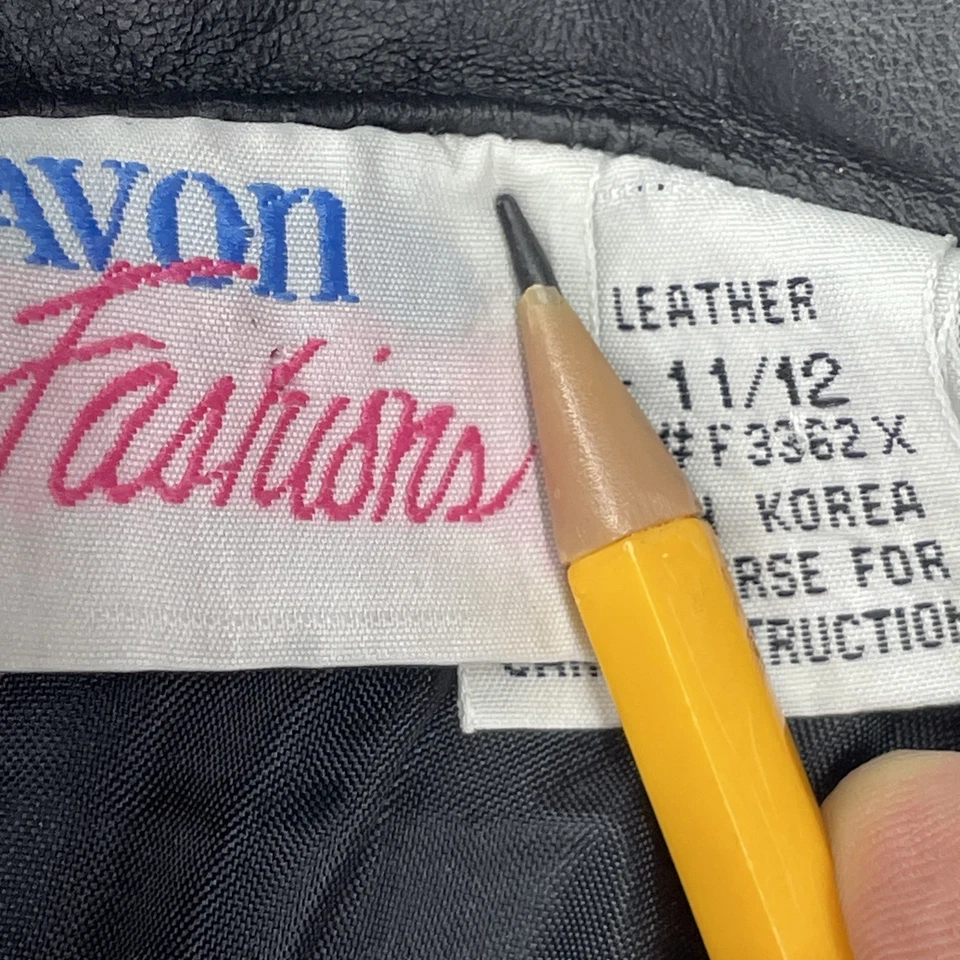 Avon
Fashions
LEATHER
11/12
# F3362X
KOREA
RSE FOR
TRUCTION